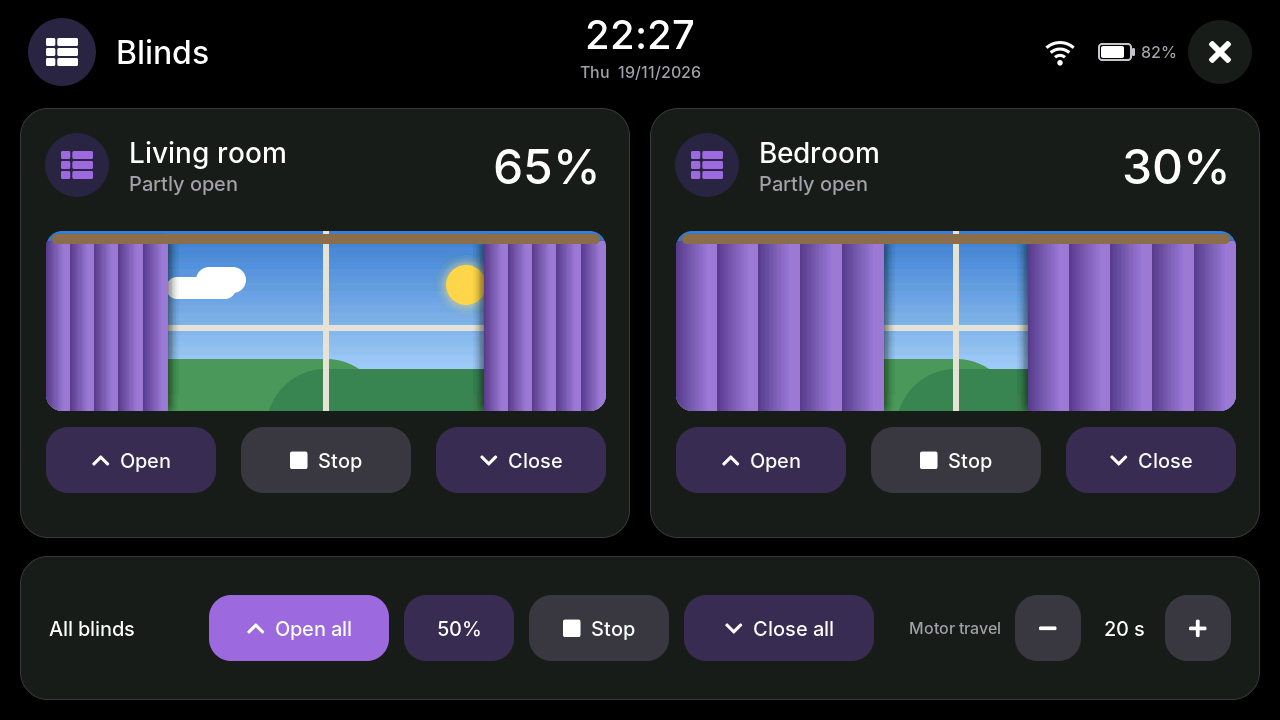 Blinds
22:27
Thu 19/11/2026
82%
Living room
Partly open
65%
Open
Stop
Close
Bedroom
Partly open
30%
Open
Stop
Close
All blinds
Open all
50%
Stop
Close all
Motor travel
20 s